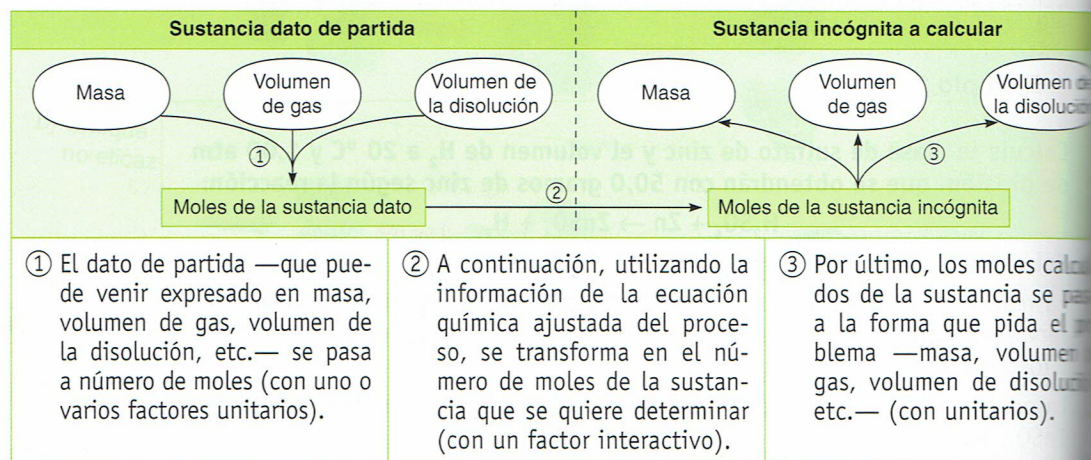 Sustancia dato de partida
Sustancia incógnita a calcular
Masa
Volumen
de gas
Volumen de
la disolución
Masa
Volumen
de gas
Volumen
la
①
②
③
Moles de la sustancia dato
Moles de la sustancia incógnita
① El dato de partida —que pue-
de venir expresado en masa,
volumen de gas, volumen de
la disolución, etc.— se pasa
a número de moles (con uno o
varios factores unitarios).
② A continuación, utilizando la
información de la ecuación
química ajustada del proce-
so, se transforma en el nú-
mero de moles de la sustan-
cia que se quiere determinar
(con un factor interactivo).
③ Por último, los moles
dos de la sustancia se
a la forma que pida el
blema —masa, volumen
gas, volumen de
etc.— (con unitarios).